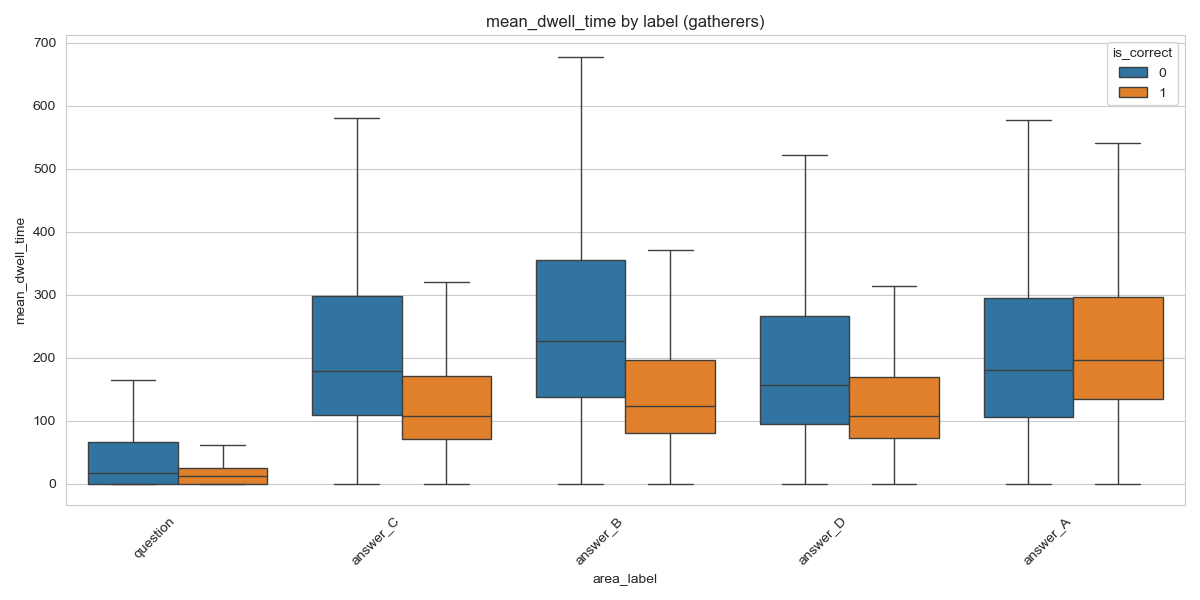 mean_dwell_time by label (gatherers)
is_correct
0
1
mean_dwell_time
700
600
500
400
300
200
100
0
question
answer_C
answer_B
answer_D
answer_A
area_label